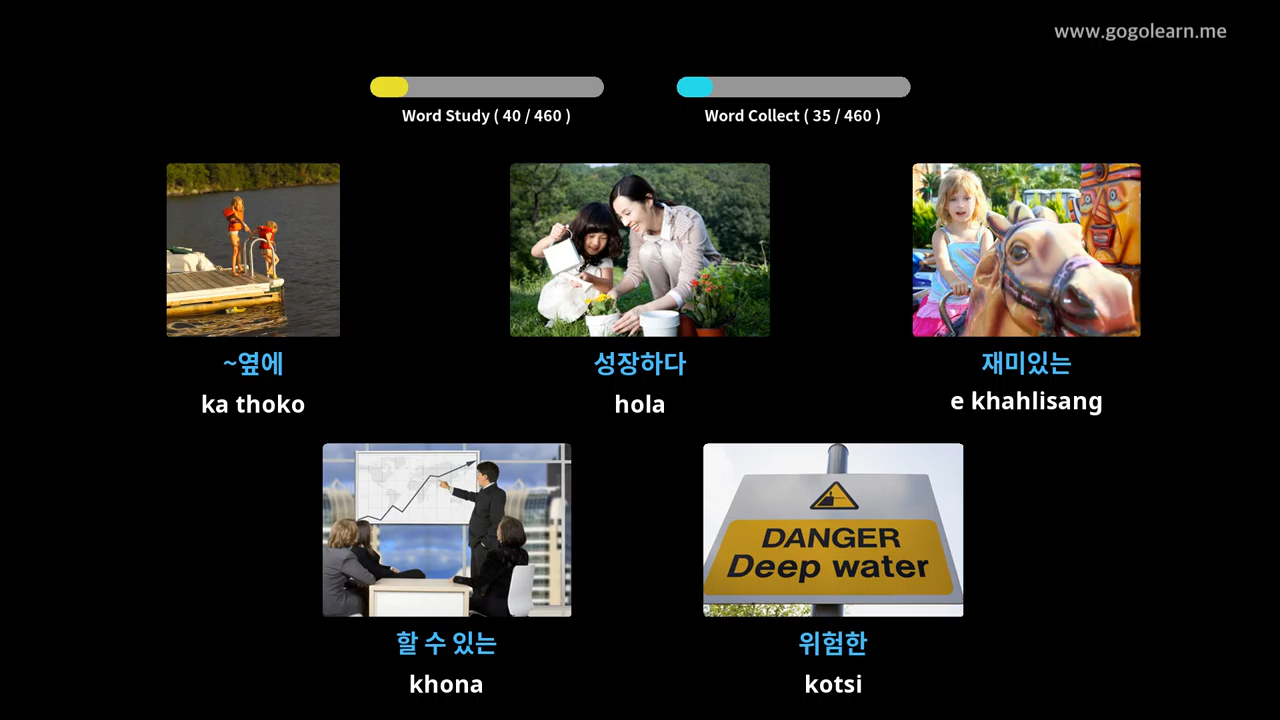 www.gogolearn.me
Word Study ( 40 / 460 )
Word Collect ( 35 / 460 )
~옆에
ka thoko
성장하다
hola
재미있는
e khahlisang
할 수 있는
khona
DANGER
Deep water
위험한
kotsi